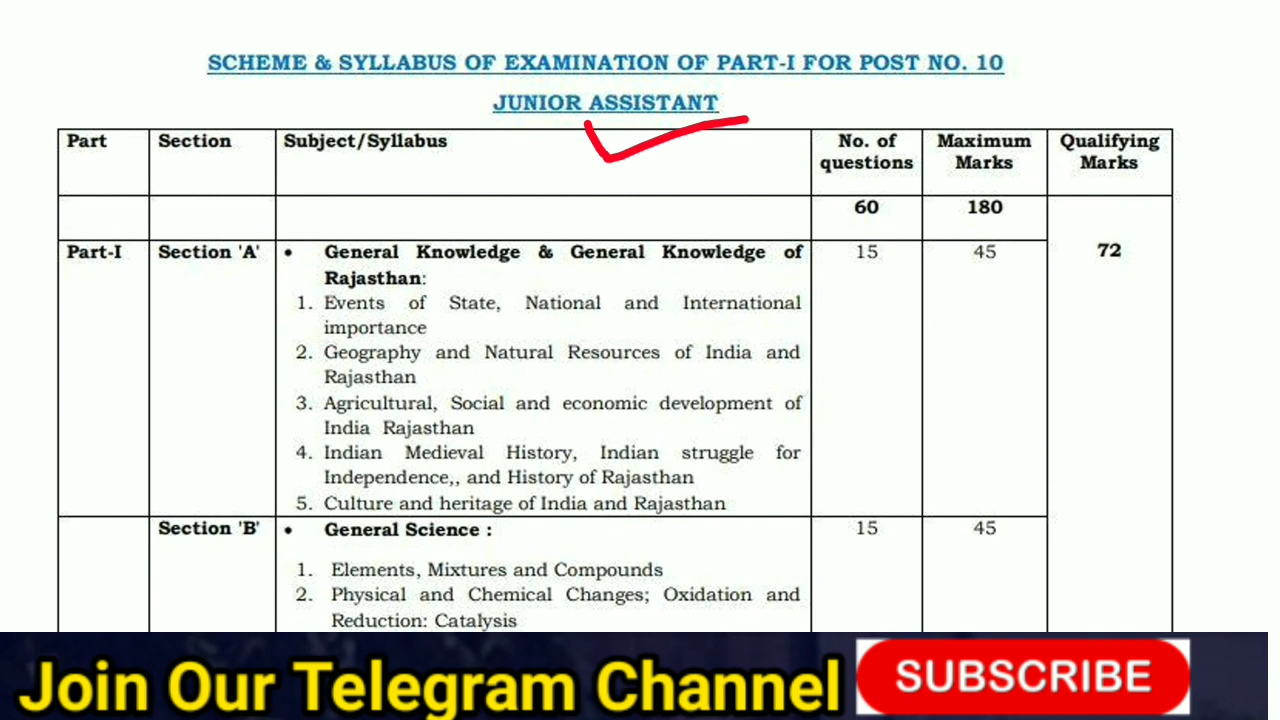 SCHEME & SYLLABUS OF EXAMINATION OF PART-I FOR POST NO. 10
JUNIOR ASSISTANT
Part Section Subject/Syllabus No. of questions Maximum Marks Qualifying Marks
60 180
Part-I Section 'A' • General Knowledge & General Knowledge of 15 45 72
Rajasthan:
1. Events of State, National and International
importance
2. Geography and Natural Resources of India and
Rajasthan
3. Agricultural, Social and economic development of
India Rajasthan
4. Indian Medieval History, Indian struggle for
Independence,, and History of Rajasthan
5. Culture and heritage of India and Rajasthan
Section 'B' • General Science : 15 45
1. Elements, Mixtures and Compounds
2. Physical and Chemical Changes; Oxidation and
Reduction: Catalysis
Join Our Telegram Channel SUBSCRIBE